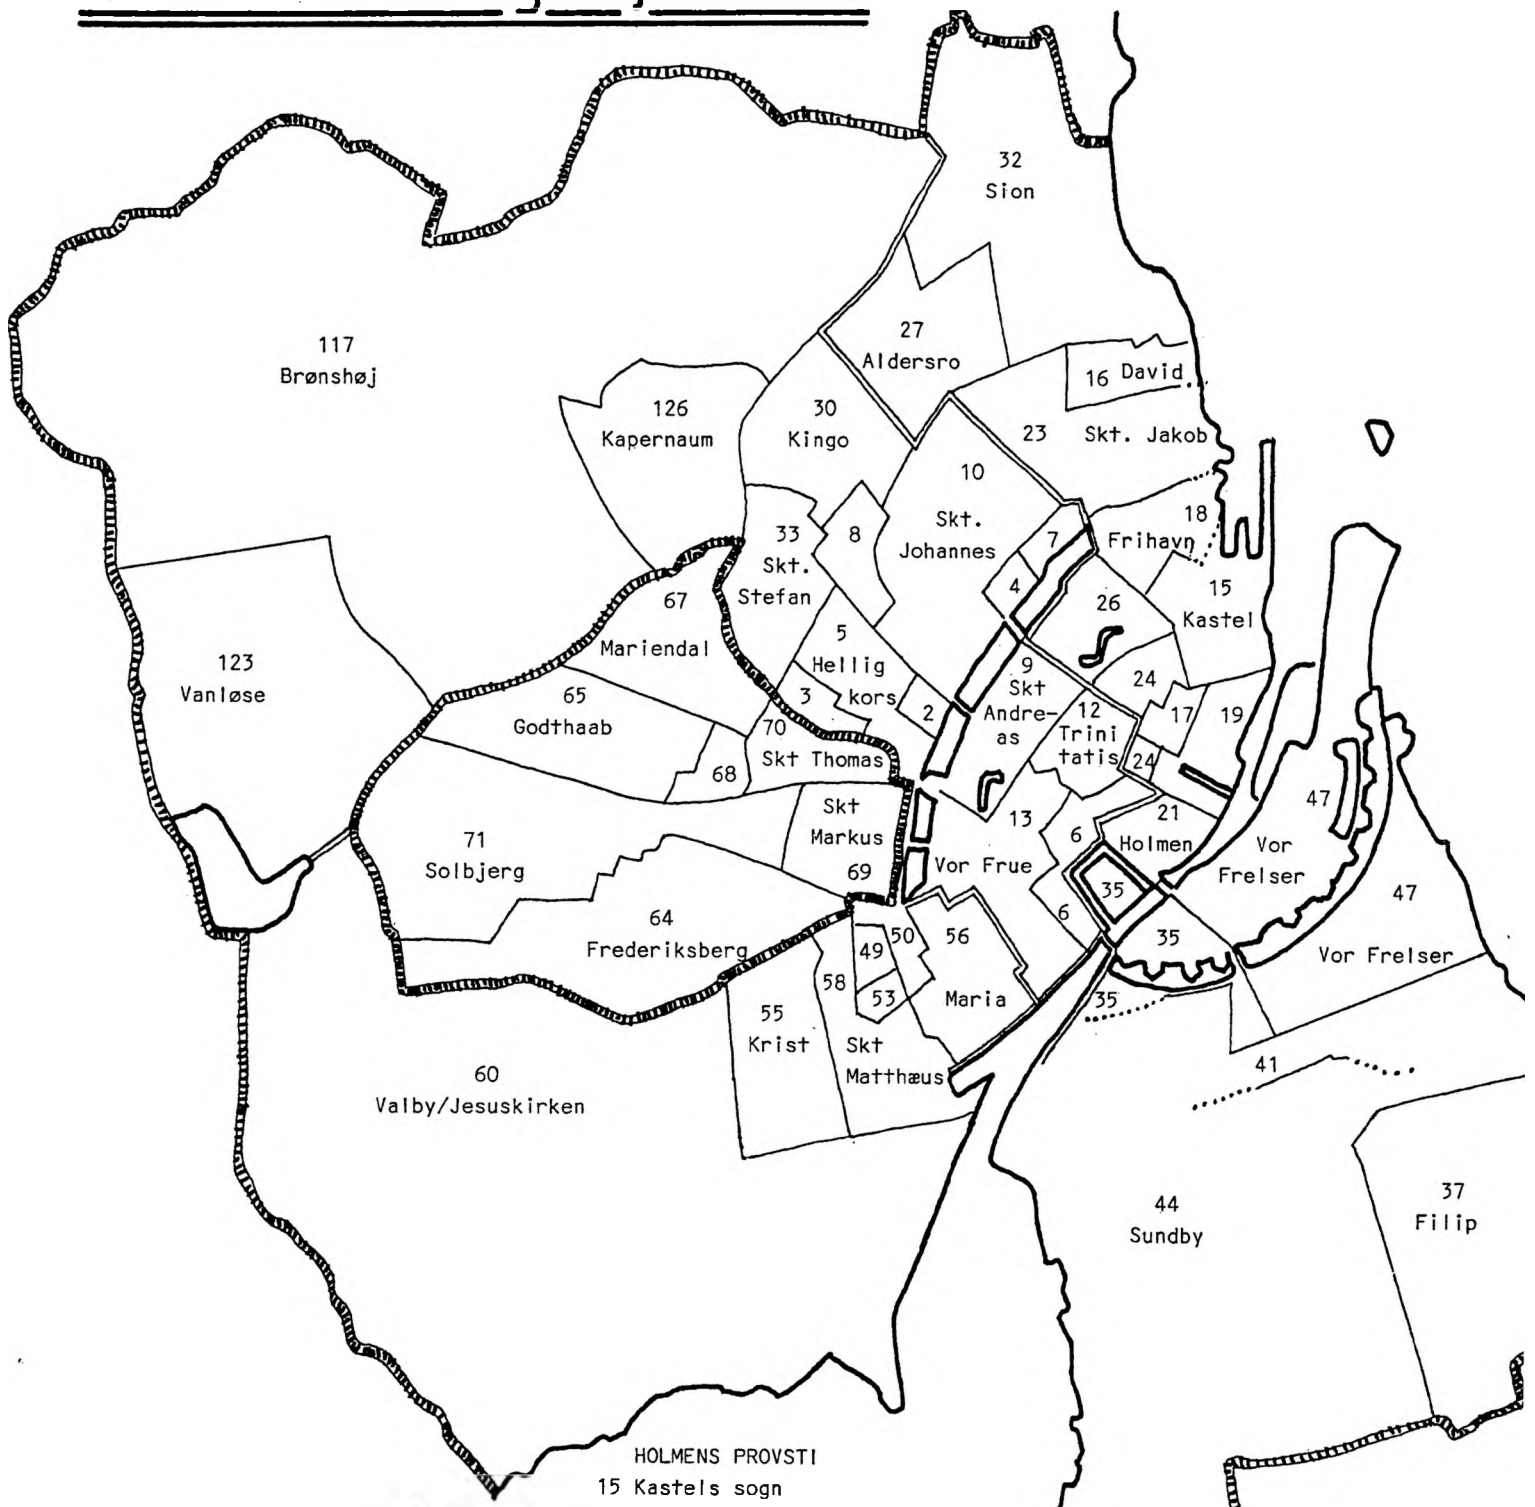 32
Sion
117
Brønshøj
27
Aldersro
16 David
126
Kapernaum
30
Kingo
23 Skt. Jakob
10
Skt.
Johannes
33
Skt.
Stefan
8
7
4
18
Frihavn
15
Kastel
26
67
Mariendal
5
Hellig
kors
3
2
9
Skt
Andre-
as
24
12
Trini
tatis
17
19
24
123
Vanløse
65
Godthaab
68
70
Skt Thomas
Skt
Markus
69
13
Vor Frue
6
6
21
Holmen
35
35
35
47
Vor
Frelser
47
Vor Frelser
71
Solbjerg
64
Frederiksberg
49
50
53
58
56
Maria
55
Krist
Skt
Matthæus
41
60
Valby/Jesuskirken
44
Sundby
37
Filip
HOLMENS PROVSTI
15 Kastels sogn